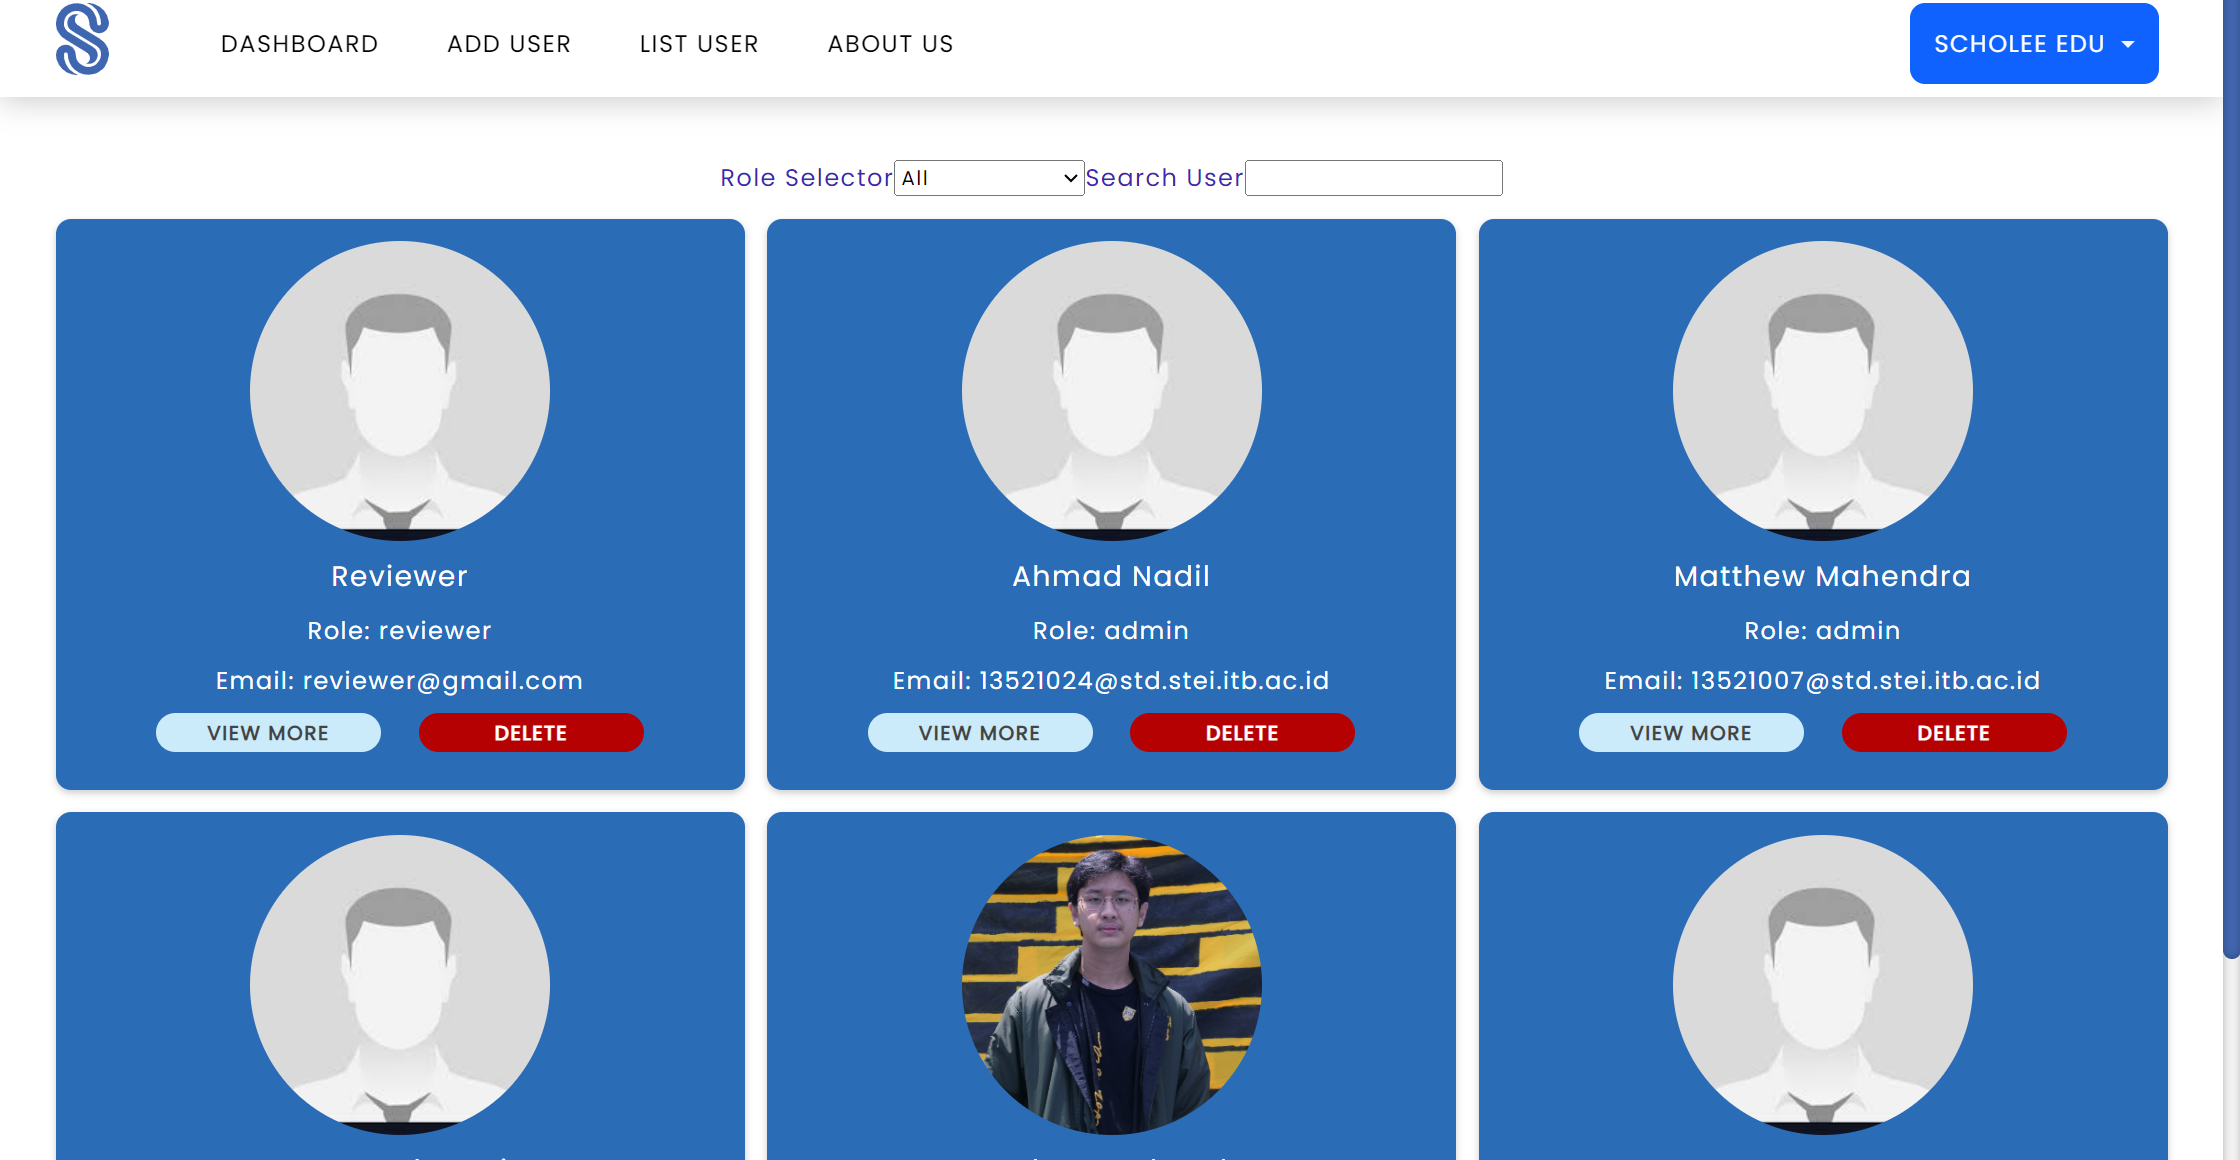 DASHBOARD ADD USER LIST USER ABOUT US SCHOLEE EDU
Role Selector All Search User
Reviewer
Role: reviewer
Email: reviewer@gmail.com
VIEW MORE DELETE
Ahmad Nadil
Role: admin
Email: 13521024@std.stei.itb.ac.id
VIEW MORE DELETE
Matthew Mahendra
Role: admin
Email: 13521007@std.stei.itb.ac.id
VIEW MORE DELETE